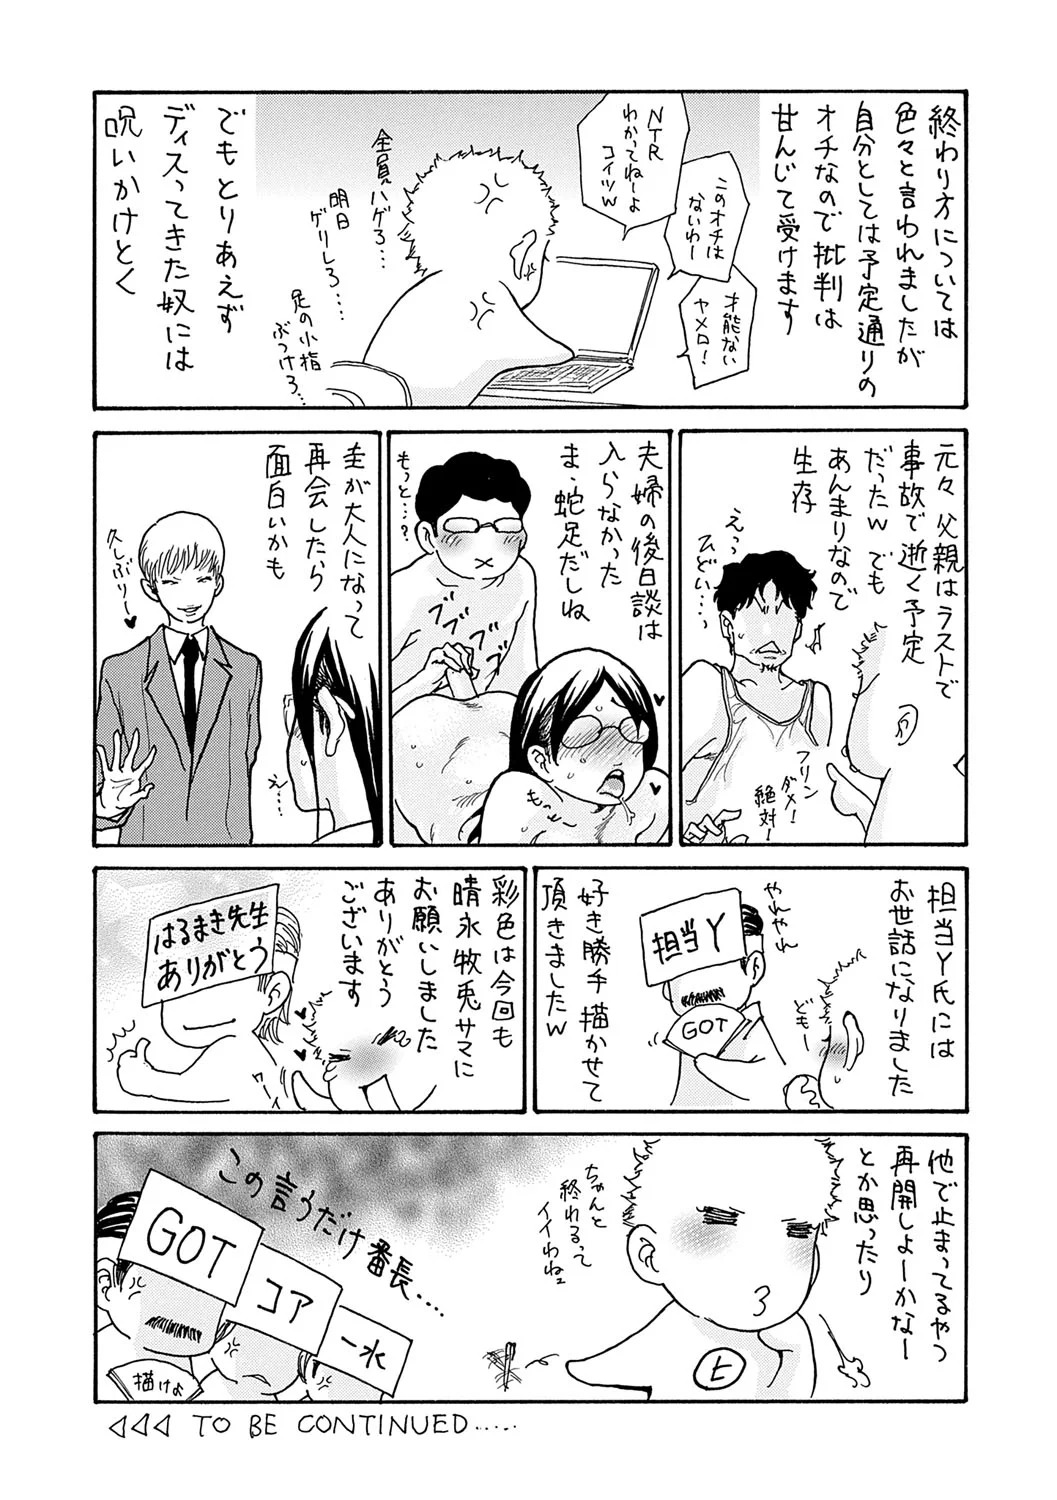 終わり方については
色々と言われましたが
自分としては予定通りの
オチなので批判は
甘んじて受けます
NTR
わかってねーよ
コイツw
このオチは
ないわー
才能ない
ヤメロ!
全員ハゲろ…
明日
ゲリしろ…
足の小指
ぶつけろ…
でもとりあえず
ディスってきた奴には
呪いかけとく
元々父親はラストで
事故で逝く予定
だったw でも
あんまりなので
生存
えっ
ひどい…
フリン
ダメ!
絶対!
夫婦の後日談は
入らなかった
ま、蛇足だしね
もっと…?
ブブブブ
もっ…
圭が大人になって
再会したら
面白いかも
久しぶりー♥
え…
担当Y氏には
お世話になりました
やれやれ
担当Y
GOT
どもー
好き勝手描かせて
頂きましたw
彩色は今回も
晴永牧兎サマに
お願いしました
ありがとう
ございます
はるまき先生
ありがとう
ワーイ
他で止まってるやつ
再開しよーかなー
とか思ったり
ちゃんと
終わるって
イイわねェ
ヒ
この言うだけ番長….
GOT
コア
一水
描けよ
◁◁◁ TO BE CONTINUED......